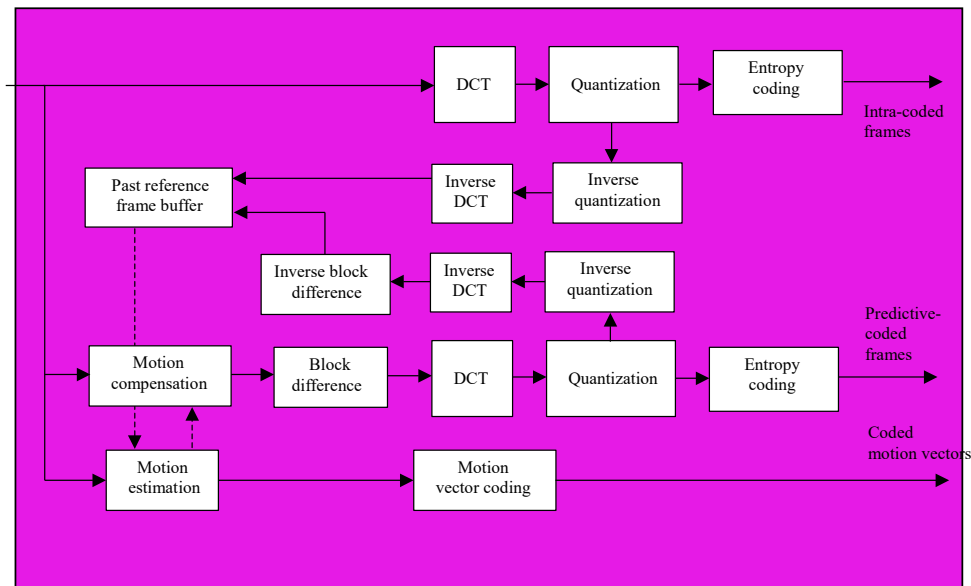 DCT
Quantization
Entropy
coding
Intra-coded
frames
Past reference
frame buffer
Inverse
DCT
Inverse
quantization
Inverse block
difference
Inverse
DCT
Inverse
quantization
Predictive-
coded
frames
Motion
compensation
Block
difference
DCT
Quantization
Entropy
coding
Coded
motion vectors
Motion
estimation
Motion
vector coding